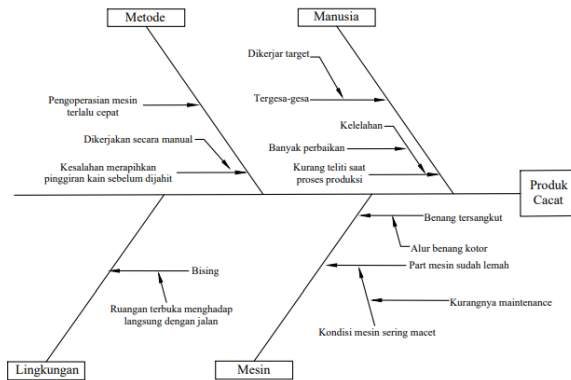 Metode
Manusia
Dikerjar target
Pengoperasian mesin
terlalu cepat
Tergesa-gesa
Kelelahan
Dikerjakan secara manual
Banyak perbaikan
Kesalahan merapihkan
pinggiran kain sebelum dijahit
Kurang teliti saat
proses produksi
Produk
Cacat
Benang tersangkut
Alur benang kotor
Bising
Part mesin sudah lemah
Ruangan terbuka menghadap
langsung dengan jalan
Kurangnya maintenance
Kondisi mesin sering macet
Lingkungan
Mesin